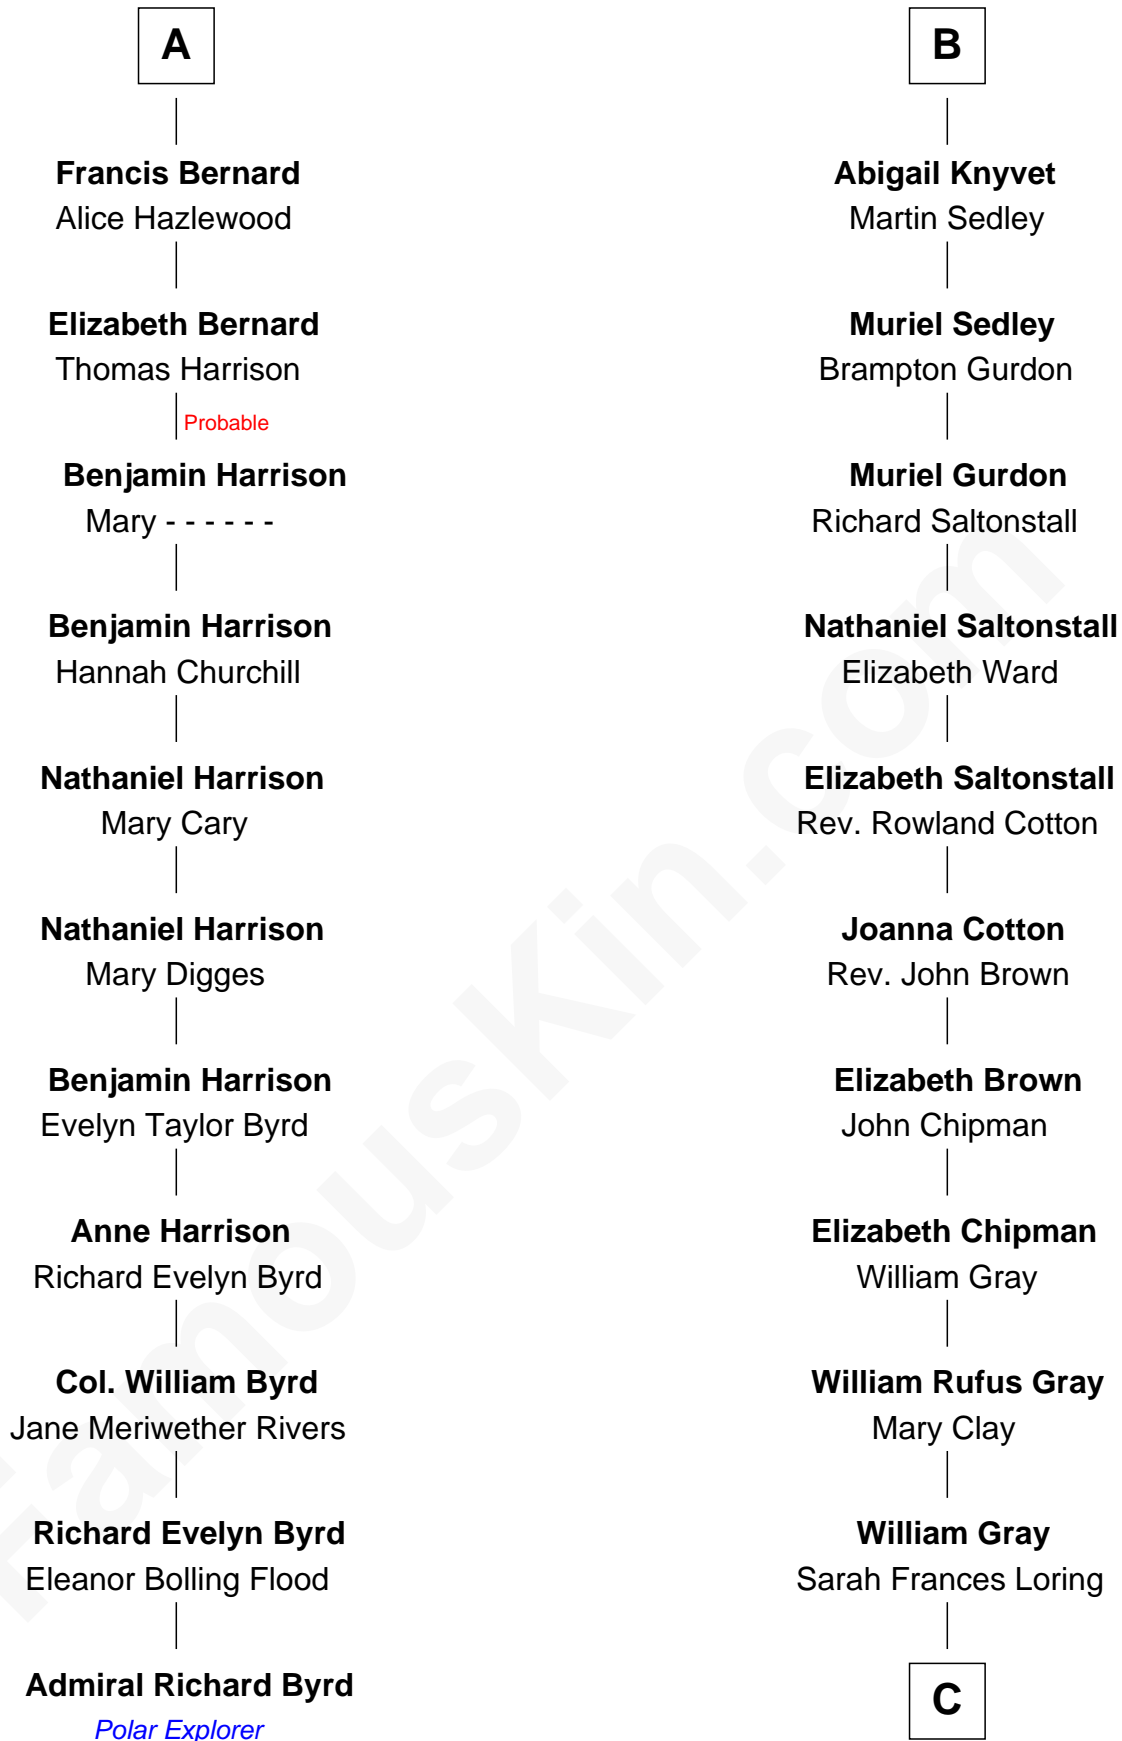 A
Francis Bernard
Alice Hazlewood
Elizabeth Bernard
Thomas Harrison
Probable
Benjamin Harrison
Mary - - - - - -
Benjamin Harrison
Hannah Churchill
Nathaniel Harrison
Mary Cary
Nathaniel Harrison
Mary Digges
Benjamin Harrison
Evelyn Taylor Byrd
Anne Harrison
Richard Evelyn Byrd
Col. William Byrd
Jane Meriwether Rivers
Richard Evelyn Byrd
Eleanor Bolling Flood
Admiral Richard Byrd
Polar Explorer
B
Abigail Knyvet
Martin Sedley
Muriel Sedley
Brampton Gurdon
Muriel Gurdon
Richard Saltonstall
Nathaniel Saltonstall
Elizabeth Ward
Elizabeth Saltonstall
Rev. Rowland Cotton
Joanna Cotton
Rev. John Brown
Elizabeth Brown
John Chipman
Elizabeth Chipman
William Gray
William Rufus Gray
Mary Clay
William Gray
Sarah Frances Loring
C
FamousKin.com